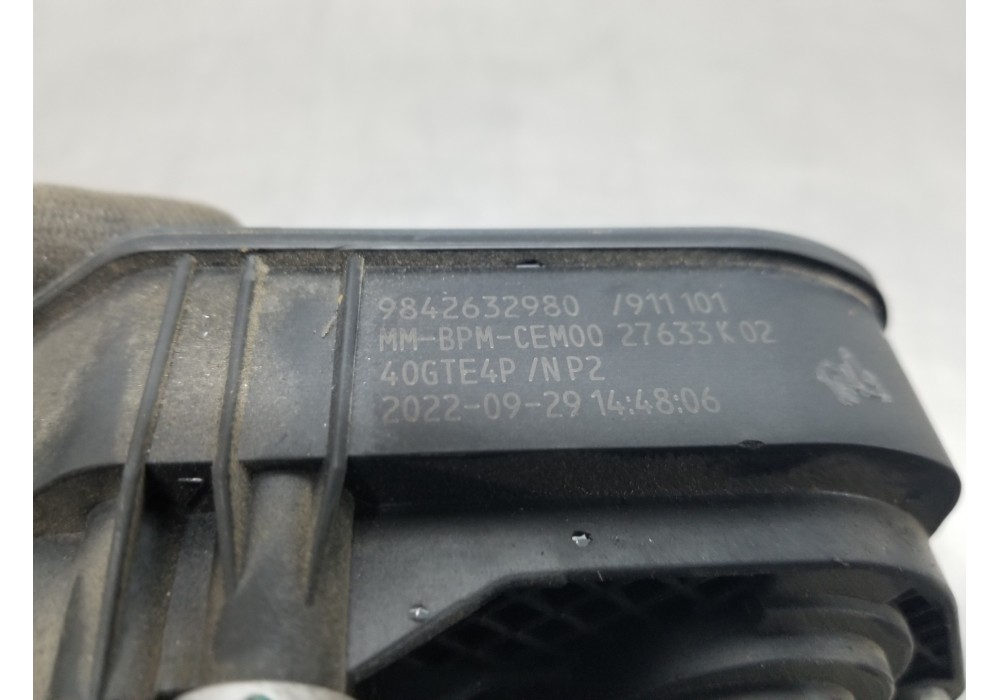 9842632980 /911 101
MM-BPM-CEM00 27633 K 02
40GTE4P /N P2
2022-09-29 14:48:06